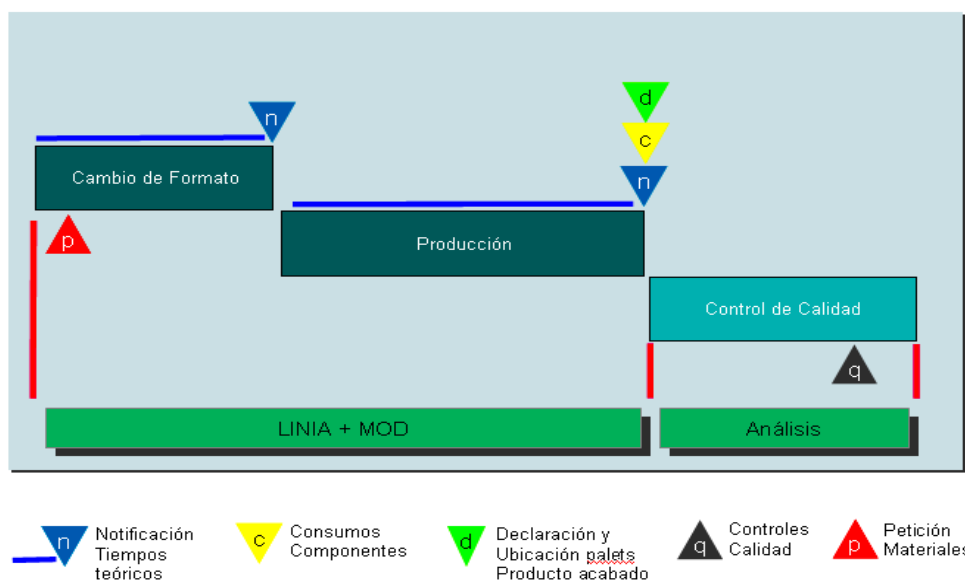 d
n
c
Cambio de Formato
n
p
Producción
Control de Calidad
q
LINIA + MOD
Análisis
n
Notificación
Tiempos
teóricos
c
Consumos
Componentes
d
Declaración y
Ubicación palets
Producto acabado
q
Controles
Calidad
p
Petición
Materiales